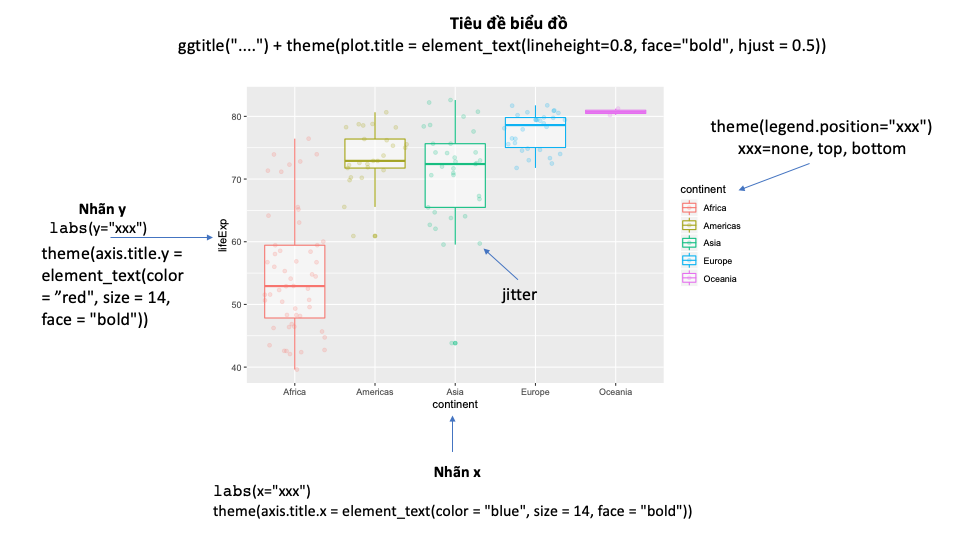 Tiêu đề biểu đồ
ggtitle("....") + theme(plot.title = element_text(lineheight=0.8, face="bold", hjust = 0.5))
theme(legend.position="xxx")
xxx=none, top, bottom
Nhãn y
labs(y="xxx")
theme(axis.title.y =
element_text(color
= ”red", size = 14,
face = "bold"))
lifeExp
80
70
60
50
40
jitter
continent
Africa
Americas
Asia
Europe
Oceania
Africa
Americas
Asia
Europe
Oceania
continent
Nhãn x
labs(x="xxx")
theme(axis.title.x = element_text(color = "blue", size = 14, face = "bold"))